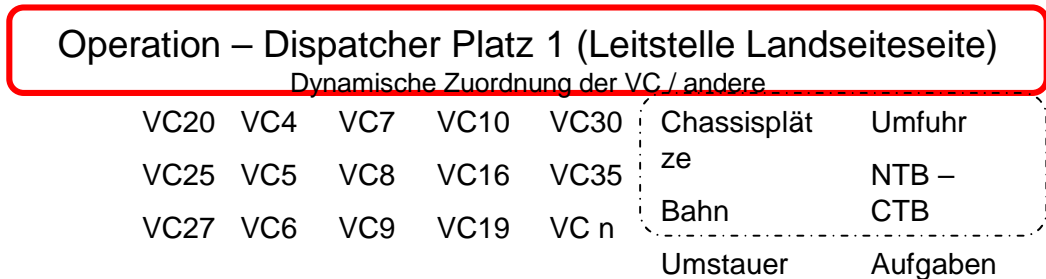 Operation – Dispatcher Platz 1 (Leitstelle Landseiteseite)
Dynamische Zuordnung der VC / andere
VC20 VC4 VC7 VC10 VC30
VC25 VC5 VC8 VC16 VC35
VC27 VC6 VC9 VC19 VC n
Chassisplät
ze
Bahn
Umstauer
Umfuhr
NTB –
CTB
Aufgaben